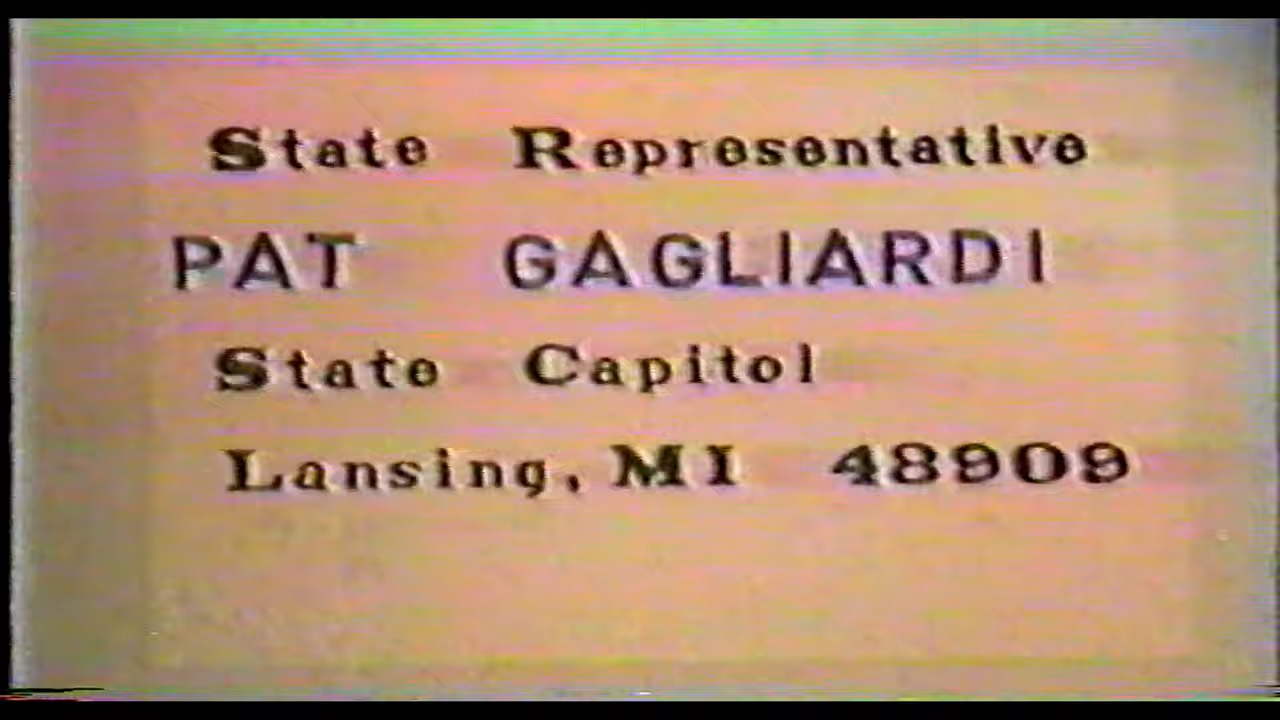 State Representative
PAT GAGLIARDI
State Capitol
Lansing, MI 48909